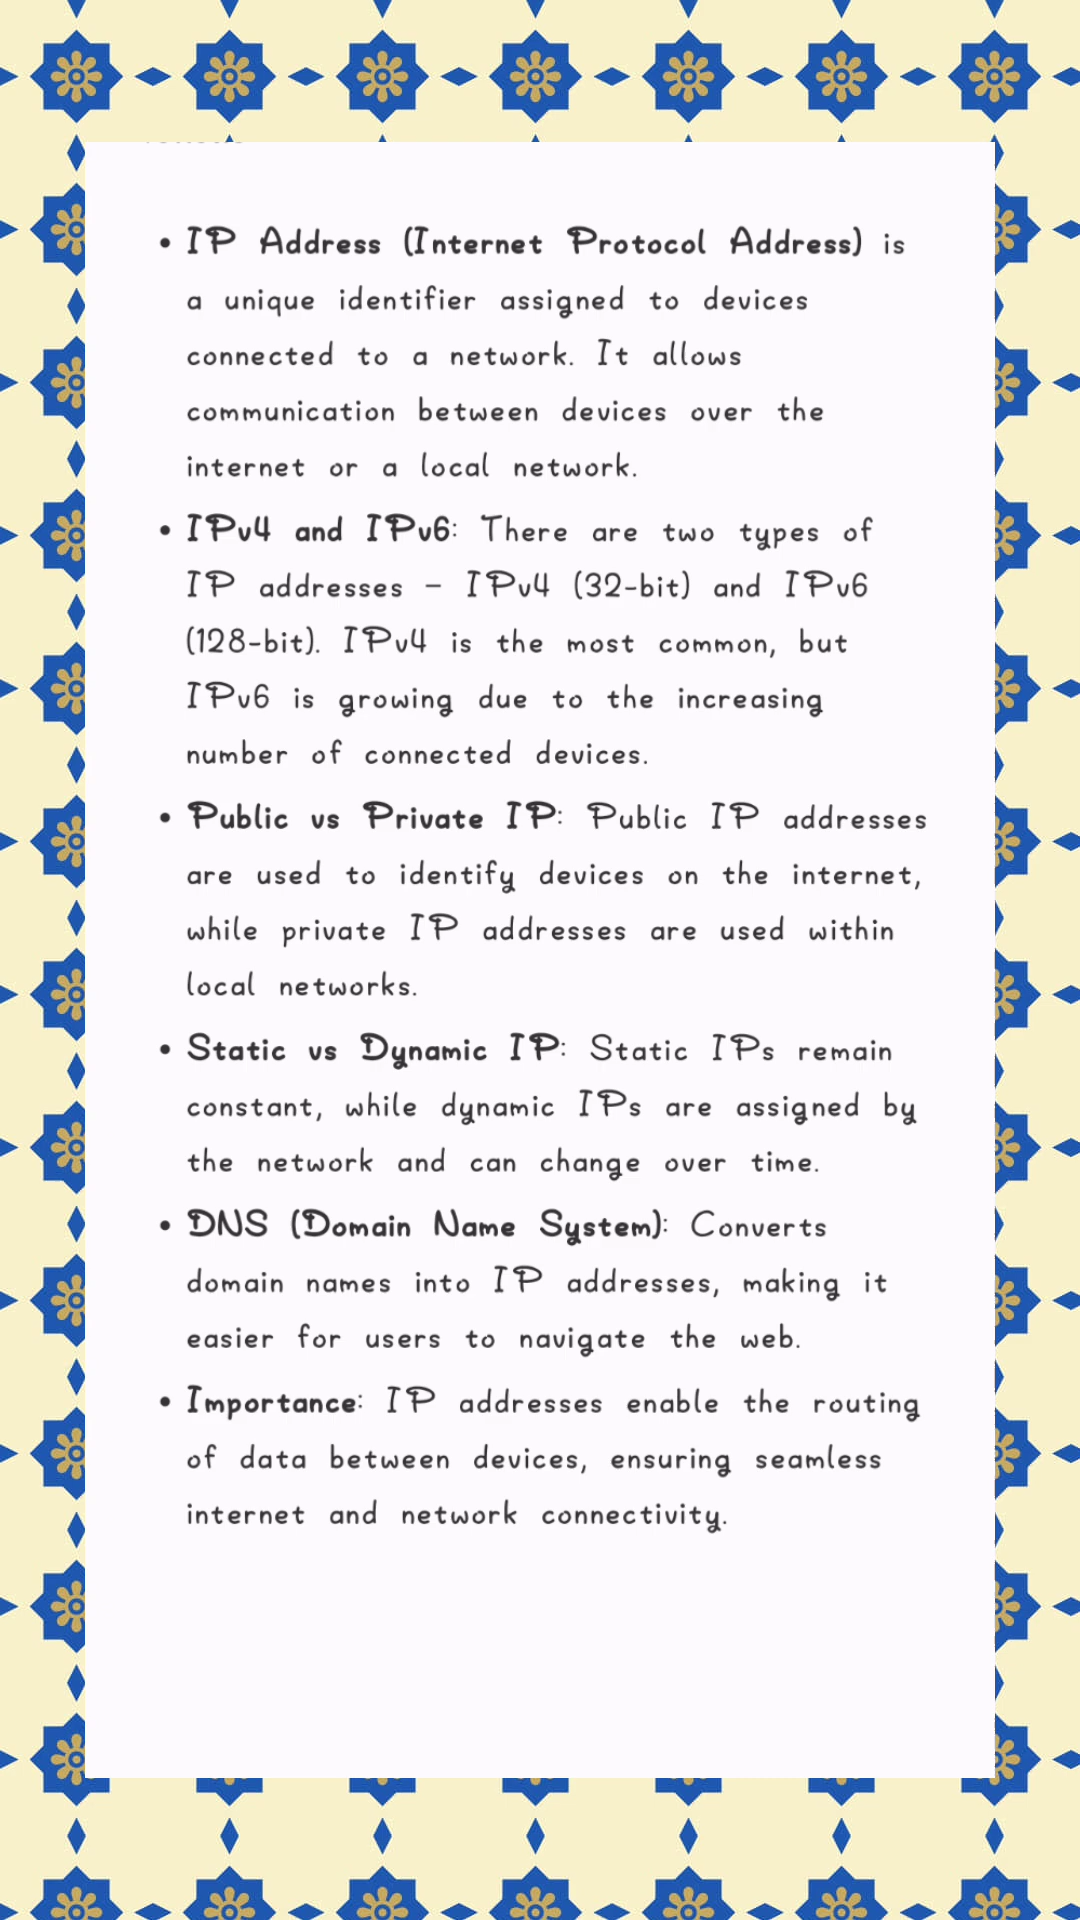 • IP Address (Internet Protocol Address) is
a unique identifier assigned to devices
connected to a network. It allows
communication between devices over the
internet or a local network.
• IPv4 and IPv6: There are two types of
IP addresses – IPv4 (32-bit) and IPv6
(128-bit). IPv4 is the most common, but
IPv6 is growing due to the increasing
number of connected devices.
• Public vs Private IP: Public IP addresses
are used to identify devices on the internet,
while private IP addresses are used within
local networks.
• Static vs Dynamic IP: Static IPs remain
constant, while dynamic IPs are assigned by
the network and can change over time.
• DNS (Domain Name System): Converts
domain names into IP addresses, making it
easier for users to navigate the web.
• Importance: IP addresses enable the routing
of data between devices, ensuring seamless
internet and network connectivity.